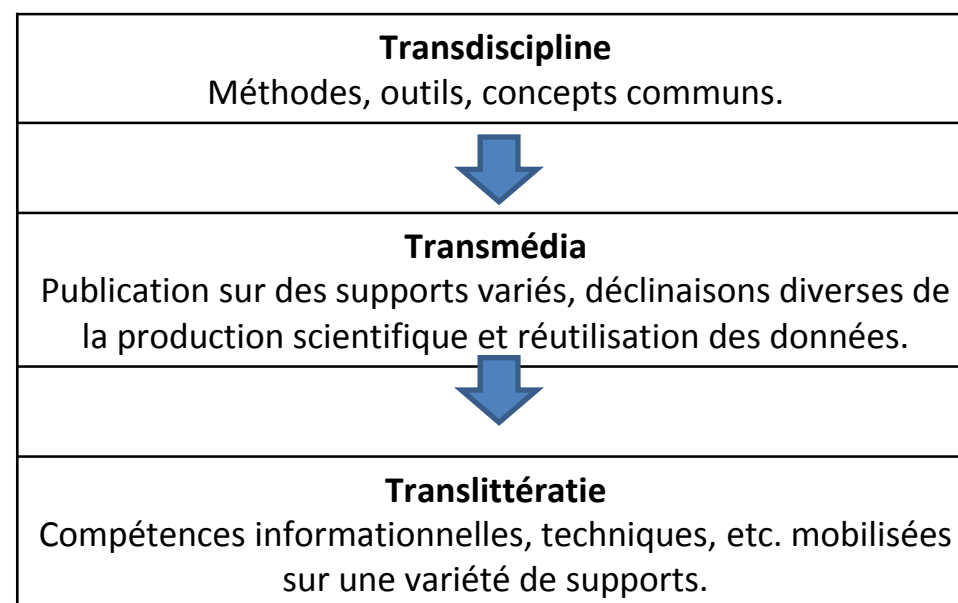 Transdiscipline
Méthodes, outils, concepts communs.
Transmédia
Publication sur des supports variés, déclinaisons diverses de
la production scientifique et réutilisation des données.
Translittératie
Compétences informationnelles, techniques, etc. mobilisées
sur une variété de supports.